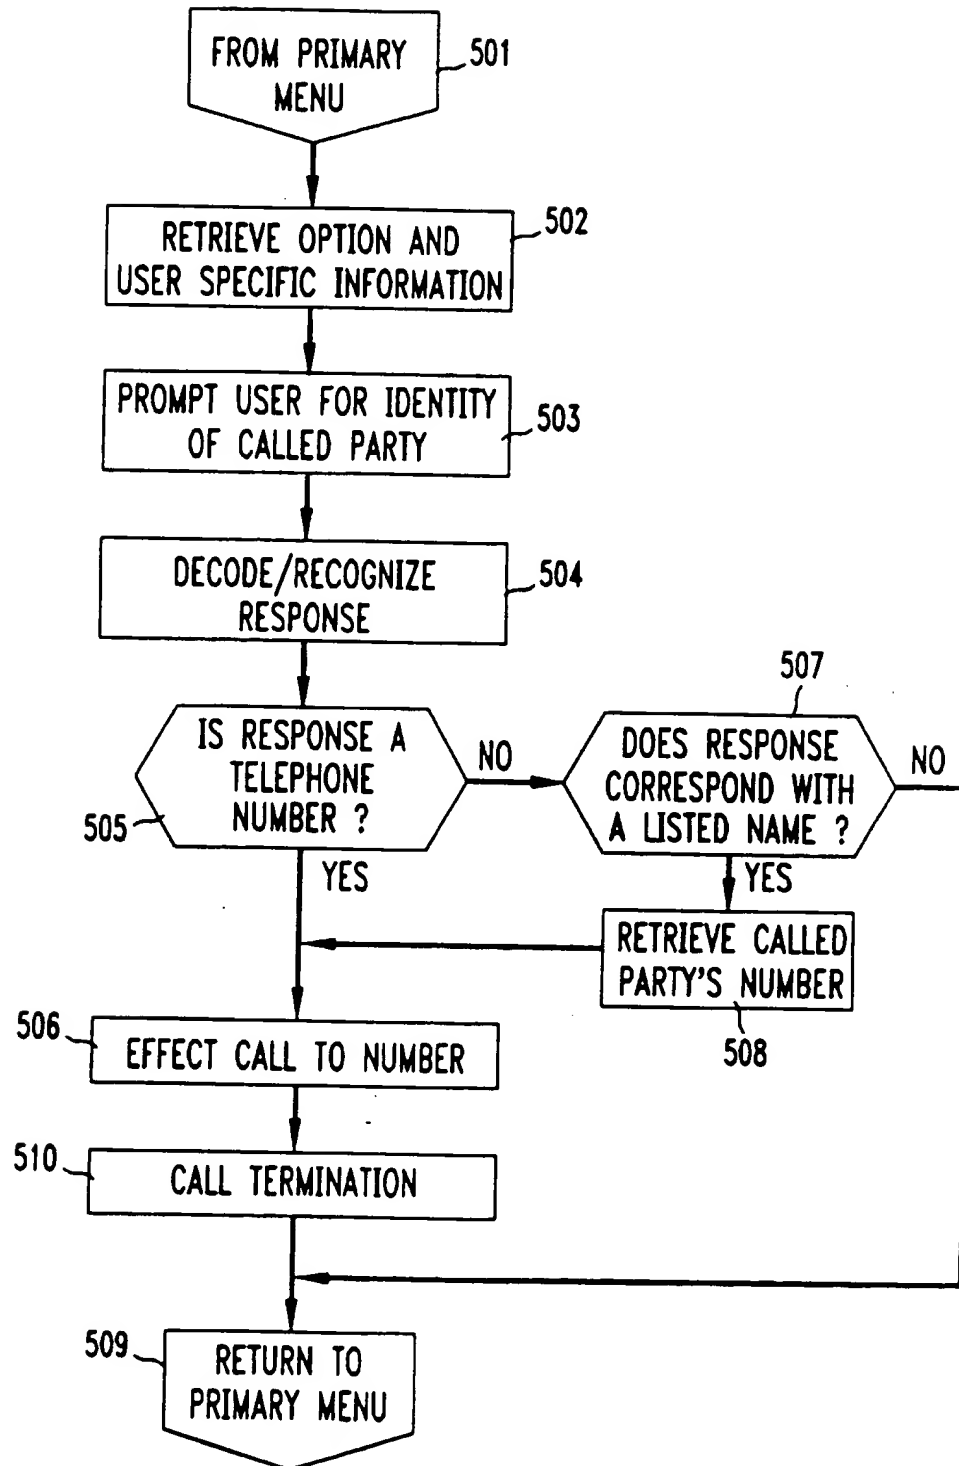 FROM PRIMARY
MENU
501
RETRIEVE OPTION AND
USER SPECIFIC INFORMATION
502
PROMPT USER FOR IDENTITY
OF CALLED PARTY
503
DECODE/RECOGNIZE
RESPONSE
504
IS RESPONSE A
TELEPHONE
NUMBER ?
505
NO
YES
507
DOES RESPONSE
CORRESPOND WITH
A LISTED NAME ?
NO
YES
RETRIEVE CALLED
PARTY'S NUMBER
508
506
EFFECT CALL TO NUMBER
510
CALL TERMINATION
509
RETURN TO
PRIMARY MENU